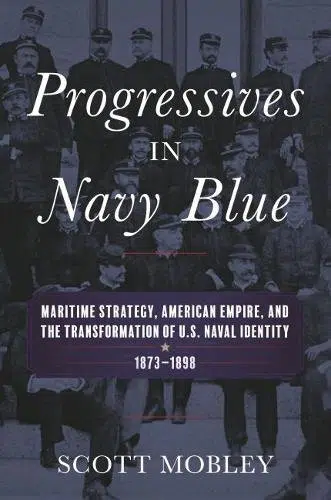 Progressives
IN
Navy Blue
MARITIME STRATEGY, AMERICAN EMPIRE, AND
THE TRANSFORMATION OF U.S. NAVAL IDENTITY
1873–1898
SCOTT MOBLEY